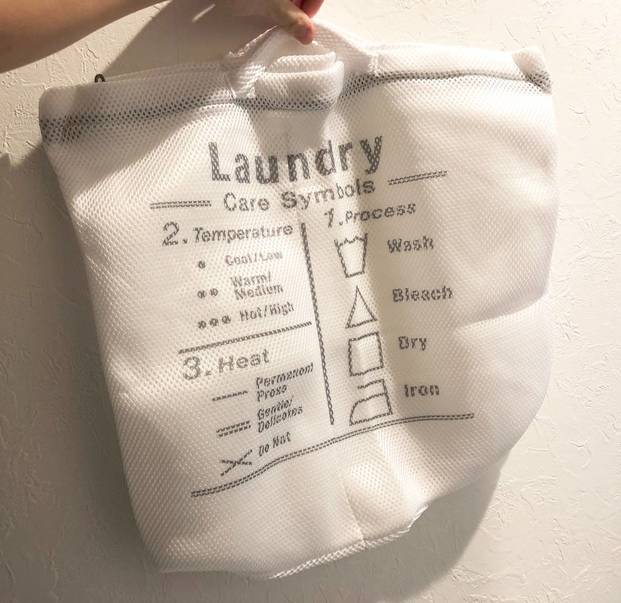 Laundry
Care Symbols
1. Process
Wash
Bleach
Dry
Iron
2. Temperature
Cool/Low
Warm/
Medium
Hot/High
3. Heat
Permanent
Press
Gentle/
Delicates
Do Not